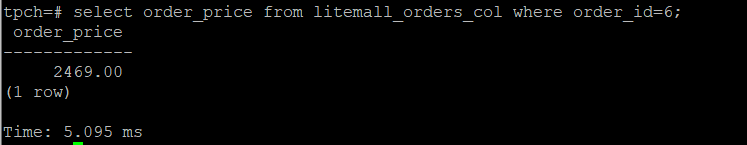 tpch=# select order_price from litemall_orders_col where order_id=6;
 order_price
-------------
     2469.00
(1 row)

Time: 5.095 ms